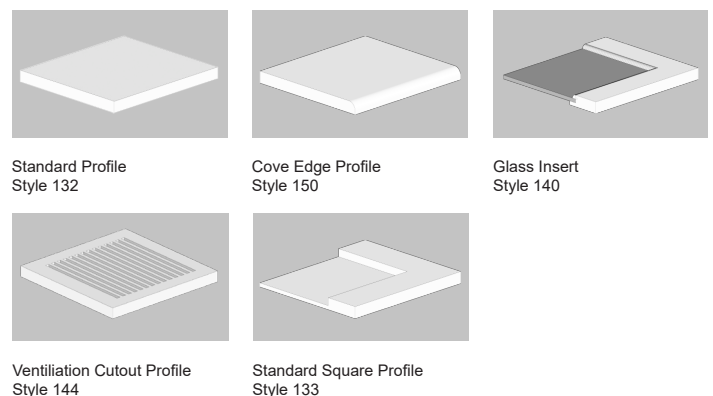 Standard Profile
Style 132
Cove Edge Profile
Style 150
Glass Insert
Style 140
Ventiliation Cutout Profile
Style 144
Standard Square Profile
Style 133